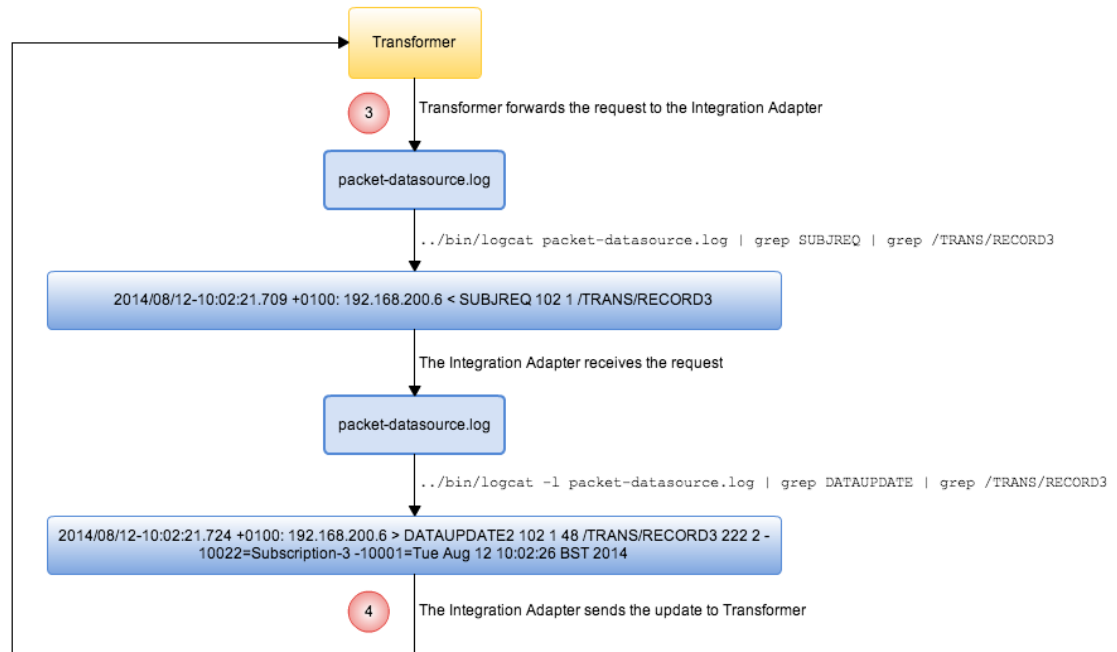 Transformer
3
Transformer forwards the request to the Integration Adapter
packet-datasource.log
../bin/logcat packet-datasource.log | grep SUBJREQ | grep /TRANS/RECORD3
2014/08/12-10:02:21.709 +0100: 192.168.200.6 < SUBJREQ 102 1 /TRANS/RECORD3
The Integration Adapter receives the request
packet-datasource.log
../bin/logcat -l packet-datasource.log | grep DATAUPDATE | grep /TRANS/RECORD3
2014/08/12-10:02:21.724 +0100: 192.168.200.6 > DATAUPDATE2 102 1 48 /TRANS/RECORD3 222 2 -
10022=Subscription-3 -10001=Tue Aug 12 10:02:26 BST 2014
4
The Integration Adapter sends the update to Transformer